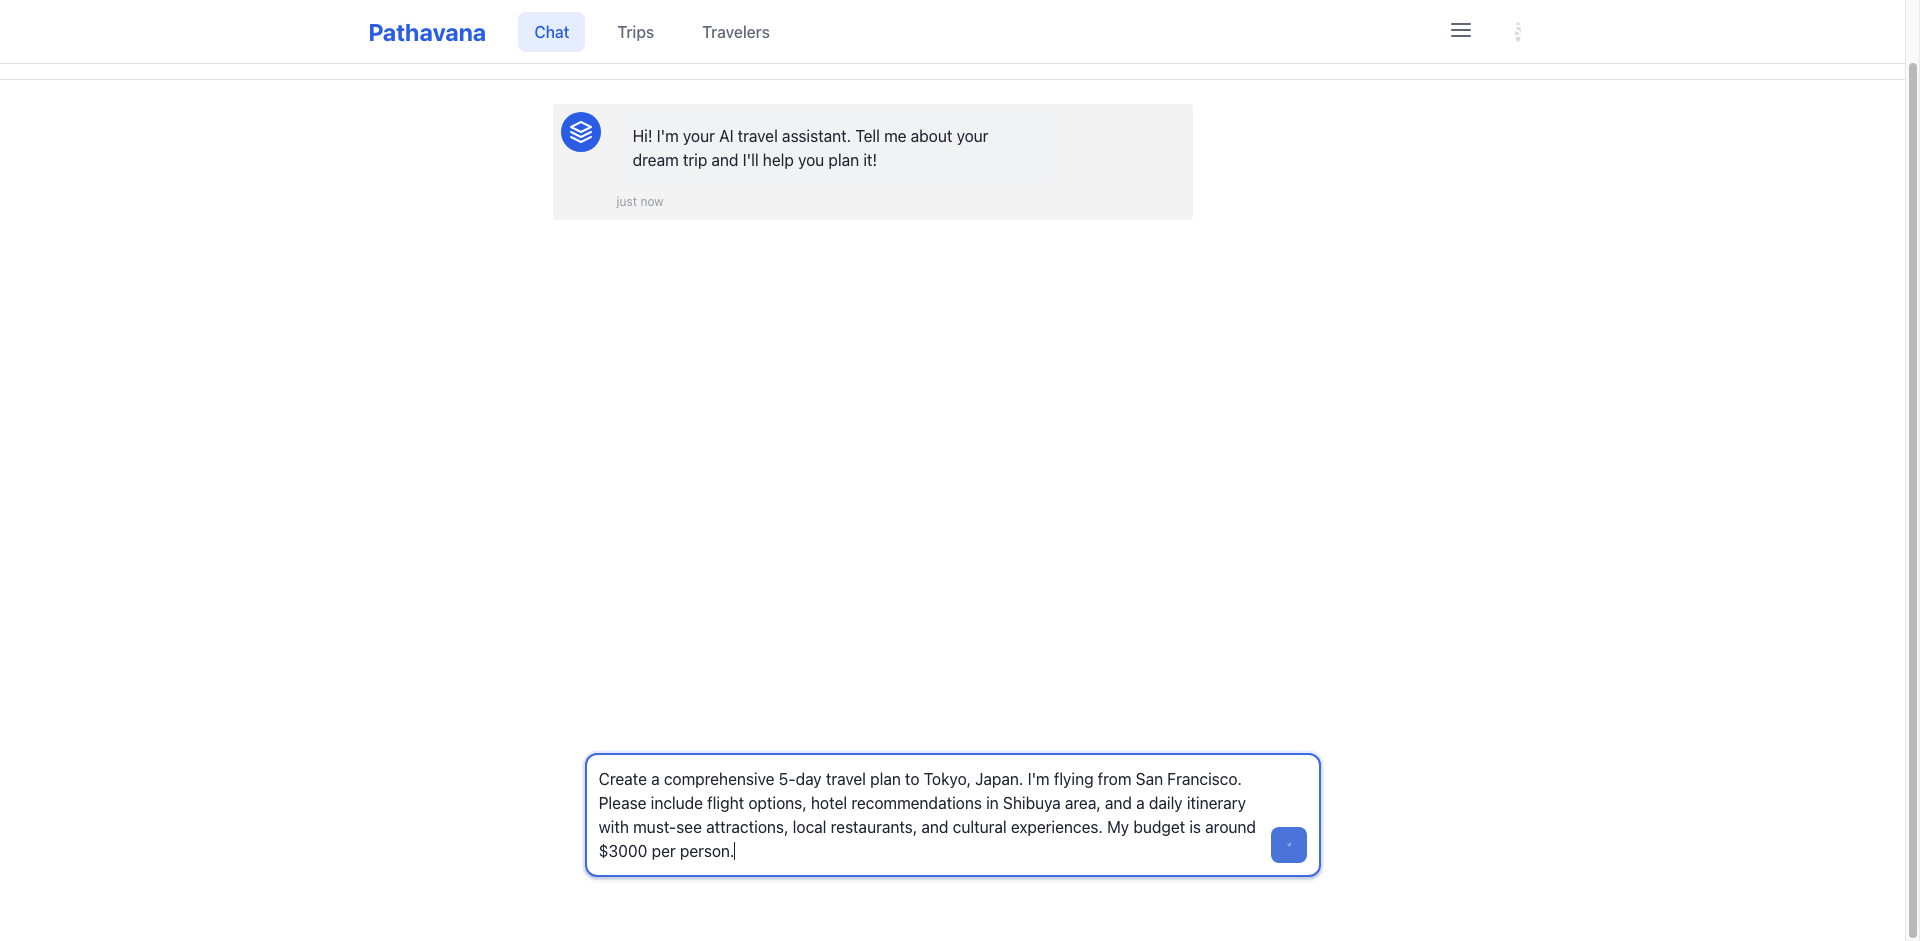 Pathavana
Chat
Trips
Travelers
Hi! I'm your AI travel assistant. Tell me about your
dream trip and I'll help you plan it!
just now
Create a comprehensive 5-day travel plan to Tokyo, Japan. I'm flying from San Francisco.
Please include flight options, hotel recommendations in Shibuya area, and a daily itinerary
with must-see attractions, local restaurants, and cultural experiences. My budget is around
$3000 per person.